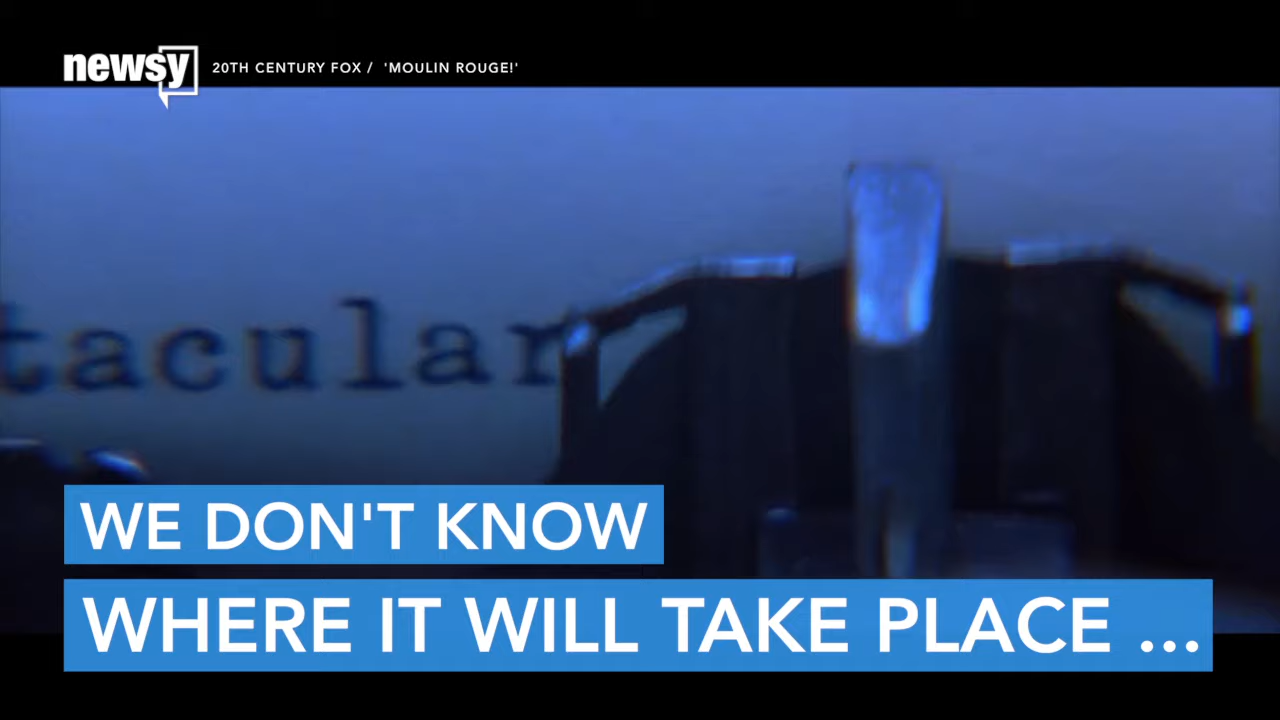 newsy
20TH CENTURY FOX / 'MOULIN ROUGE!'
tacular
WE DON'T KNOW
WHERE IT WILL TAKE PLACE ...